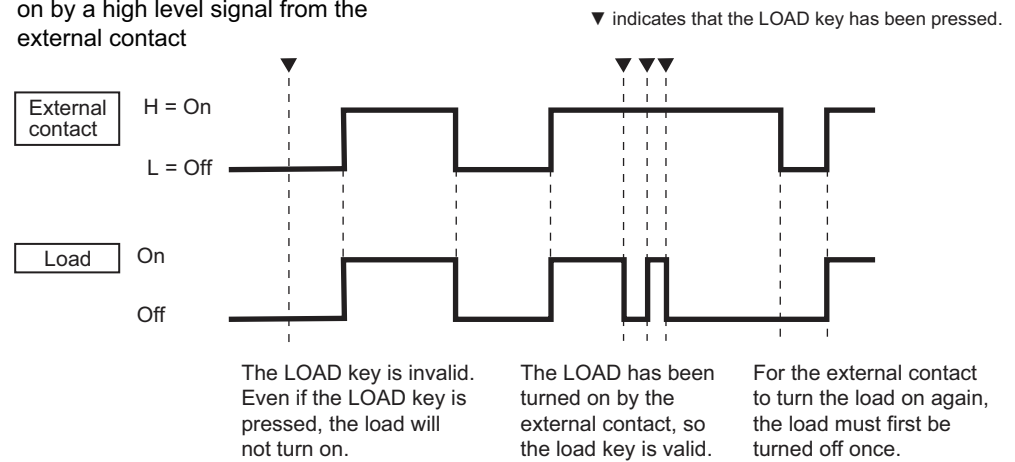 on by a high level signal from the
external contact
▼ indicates that the LOAD key has been pressed.
External
contact
H = On
L = Off
Load
On
Off
The LOAD key is invalid.
Even if the LOAD key is
pressed, the load will
not turn on.
The LOAD has been
turned on by the
external contact, so
the load key is valid.
For the external contact
to turn the load on again,
the load must first be
turned off once.